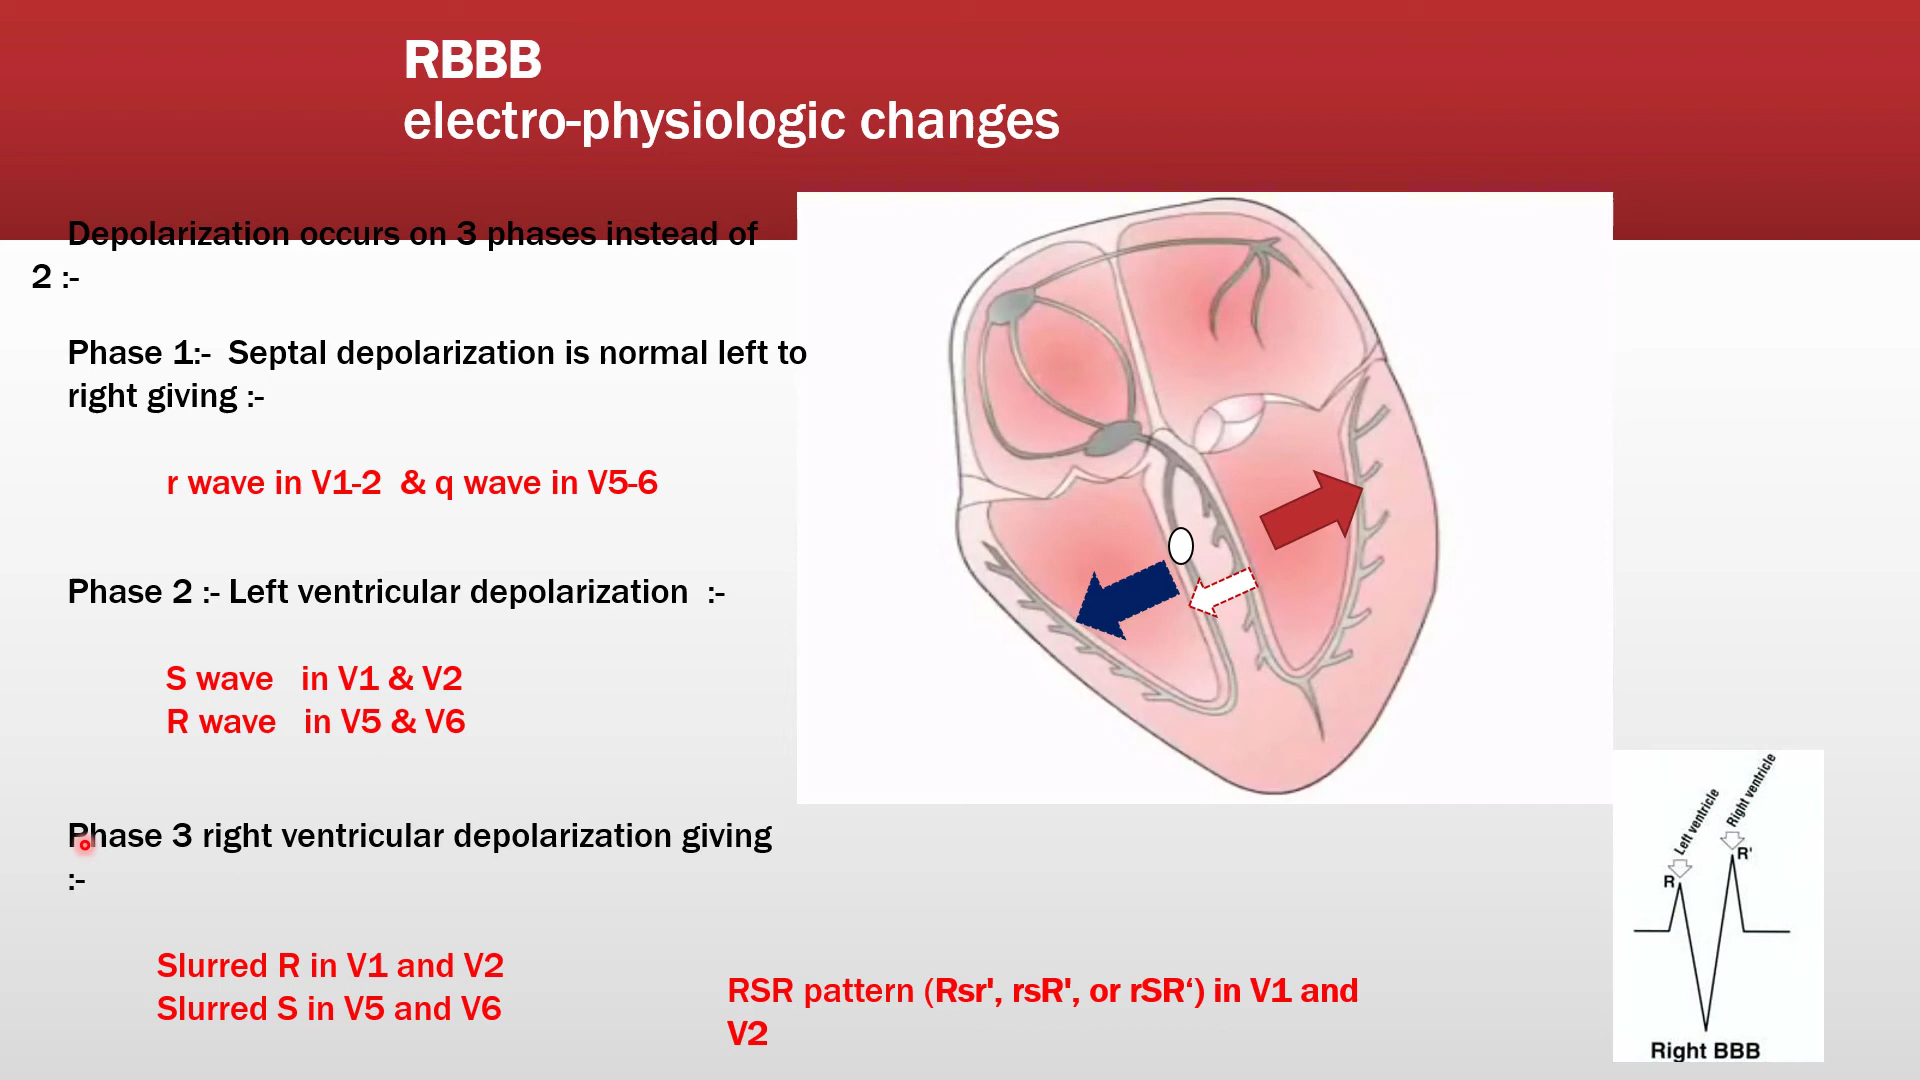 RBBB
electro-physiologic changes
Depolarization occurs on 3 phases instead of
2 :-
Phase 1:-  Septal depolarization is normal left to
right giving :-
r wave in V1-2  & q wave in V5-6
Phase 2 :- Left ventricular depolarization  :-
S wave   in V1 & V2
R wave   in V5 & V6
Phase 3 right ventricular depolarization giving
:-
Slurred R in V1 and V2
Slurred S in V5 and V6
RSR pattern (Rsr', rsR', or rSR‘) in V1 and
V2
Left ventricle
Right ventricle
R
R'
Right BBB